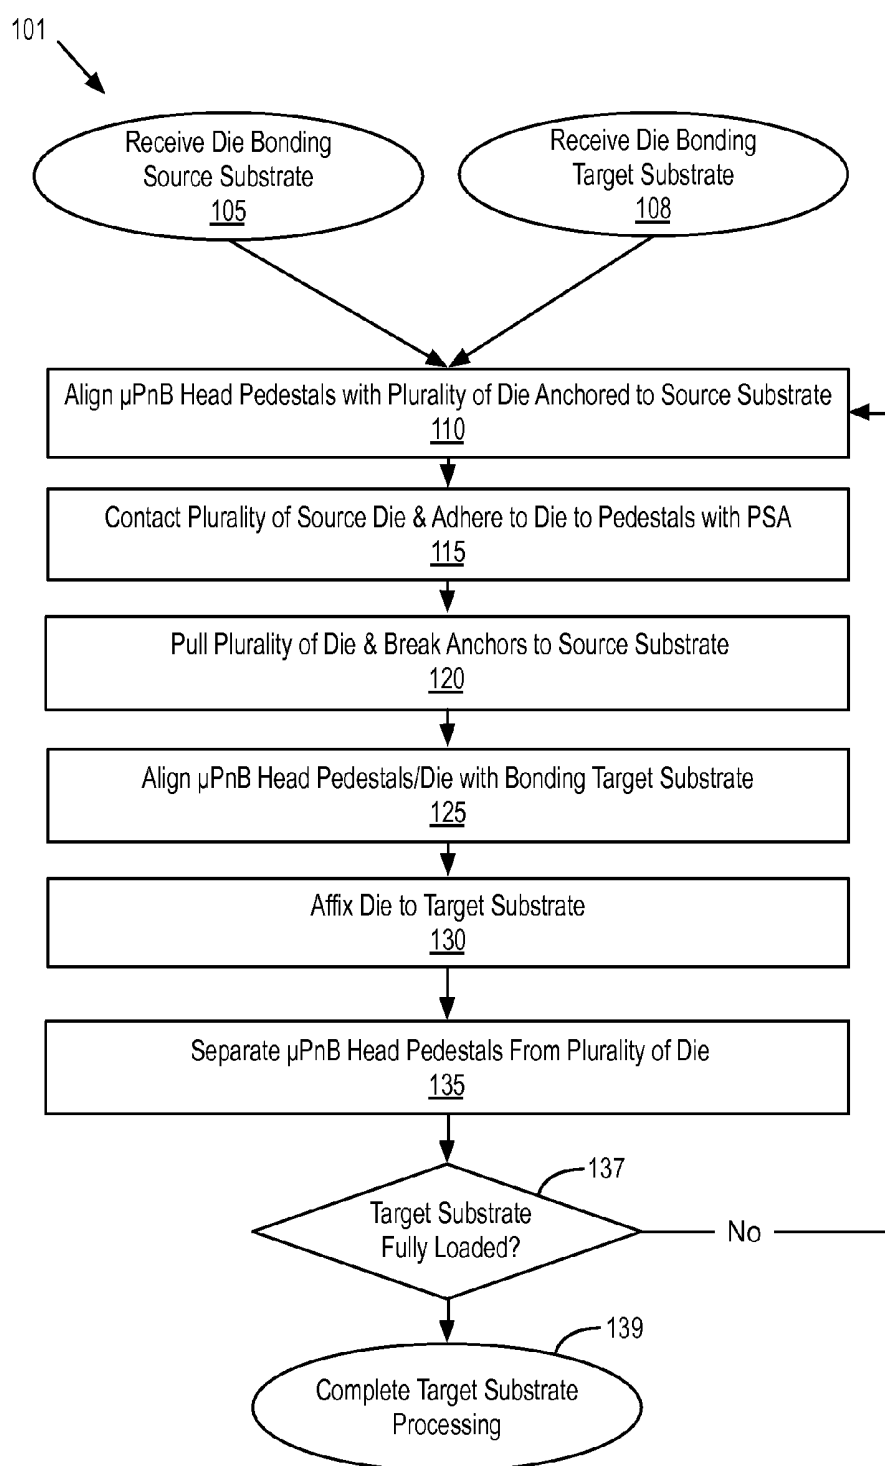 101
Receive Die Bonding
Source Substrate
105
Receive Die Bonding
Target Substrate
108
Align µPnB Head Pedestals with Plurality of Die Anchored to Source Substrate
110
Contact Plurality of Source Die & Adhere to Die to Pedestals with PSA
115
Pull Plurality of Die & Break Anchors to Source Substrate
120
Align µPnB Head Pedestals/Die with Bonding Target Substrate
125
Affix Die to Target Substrate
130
Separate µPnB Head Pedestals From Plurality of Die
135
137
Target Substrate
Fully Loaded?
No
139
Complete Target Substrate
Processing